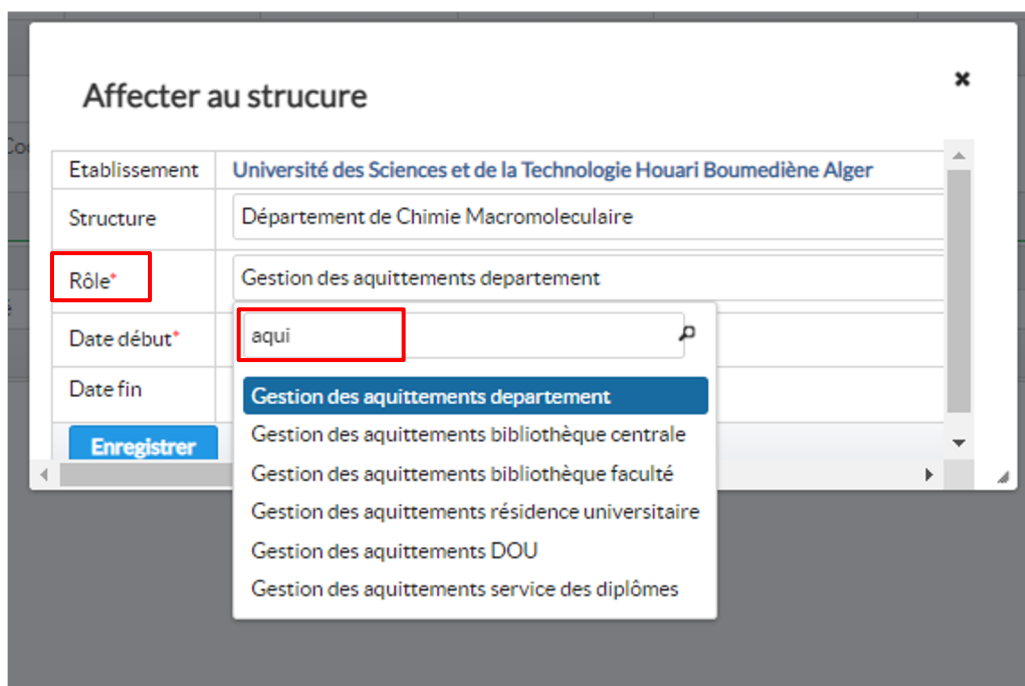 Affecter au strucure
Coo
Etablissement Université des Sciences et de la Technologie Houari Boumediène Alger
Structure Département de Chimie Macromoleculaire
Rôle* Gestion des aquittements departement
Date début* aqui
Date fin
Gestion des aquittements departement
Enregistrer
Gestion des aquittements bibliothèque centrale
Gestion des aquittements bibliothèque faculté
Gestion des aquittements résidence universitaire
Gestion des aquittements DOU
Gestion des aquittements service des diplômes